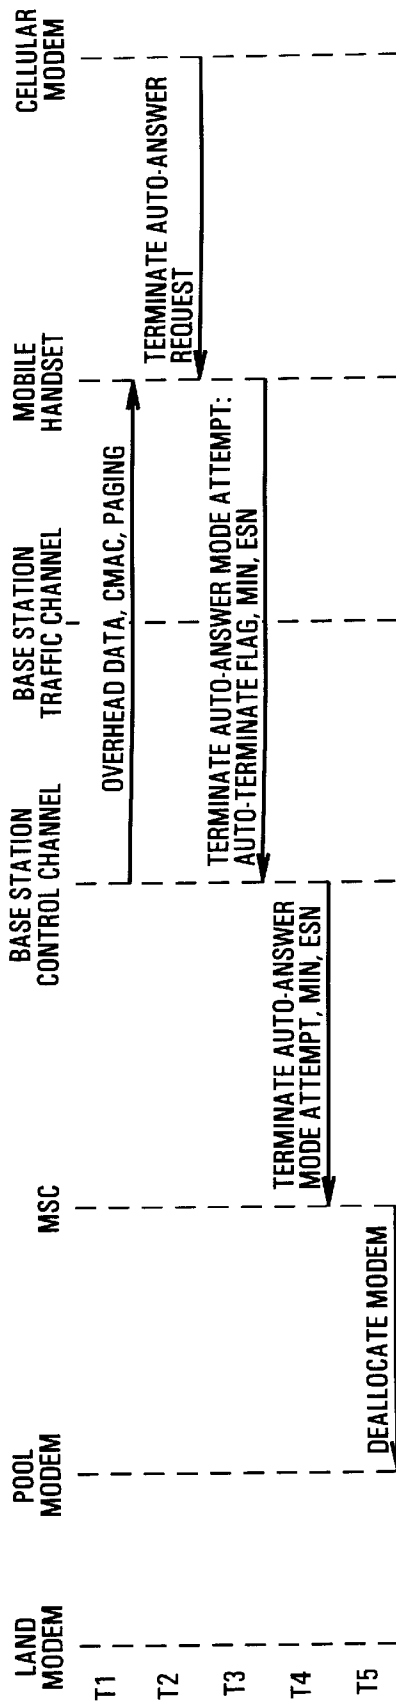 LAND
MODEM
POOL
MODEM
MSC
BASE STATION
CONTROL CHANNEL
BASE STATION
TRAFFIC CHANNEL
MOBILE
HANDSET
CELLULAR
MODEM
T1
OVERHEAD DATA, CMAC, PAGING
T2
TERMINATE AUTO-ANSWER
REQUEST
T3
TERMINATE AUTO-ANSWER MODE ATTEMPT:
AUTO-TERMINATE FLAG, MIN, ESN
T4
TERMINATE AUTO-ANSWER
MODE ATTEMPT, MIN, ESN
T5
DEALLOCATE MODEM